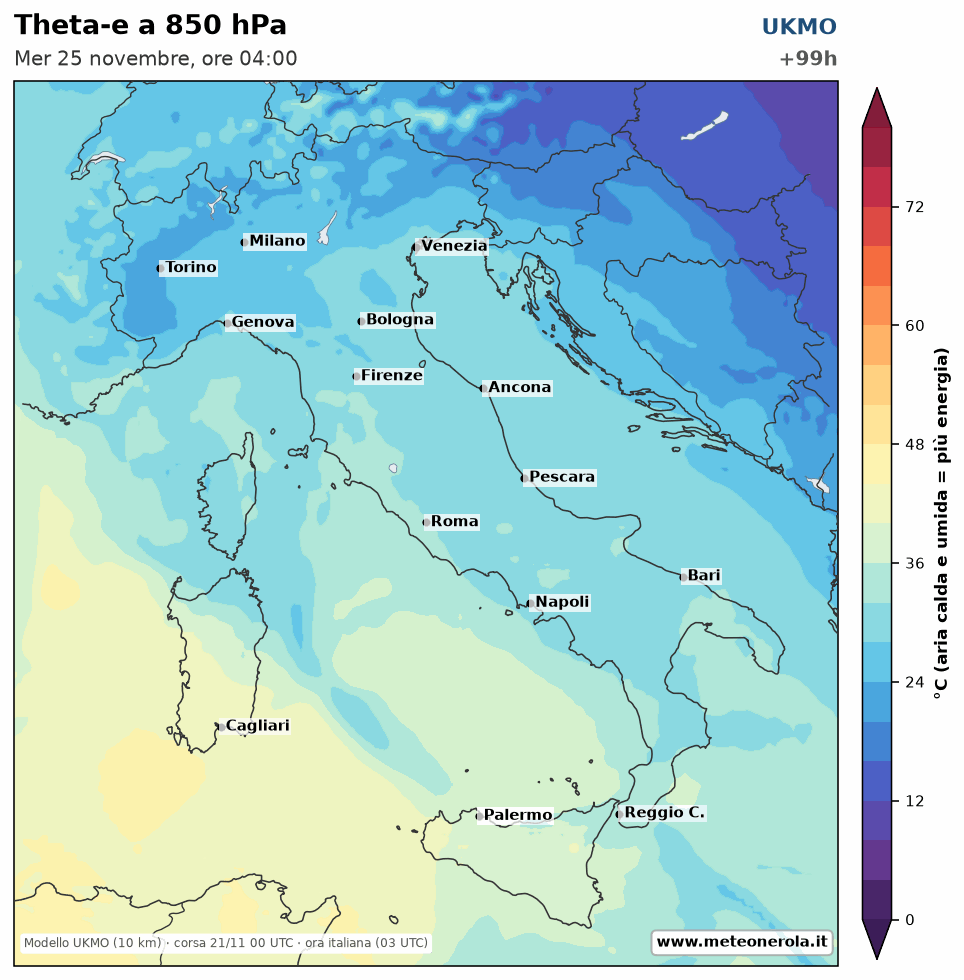 Theta-e a 850 hPa
UKMO
Mer 25 novembre, ore 04:00
+99h
Milano
Venezia
Torino
Genova
Bologna
Firenze
Ancona
Pescara
Roma
Bari
Napoli
Cagliari
Palermo
Reggio C.
72
60
48
36
24
12
0
°C (aria calda e umida = più energia)
Modello UKMO (10 km) · corsa 21/11 00 UTC · ora italiana (03 UTC)
www.meteonerola.it